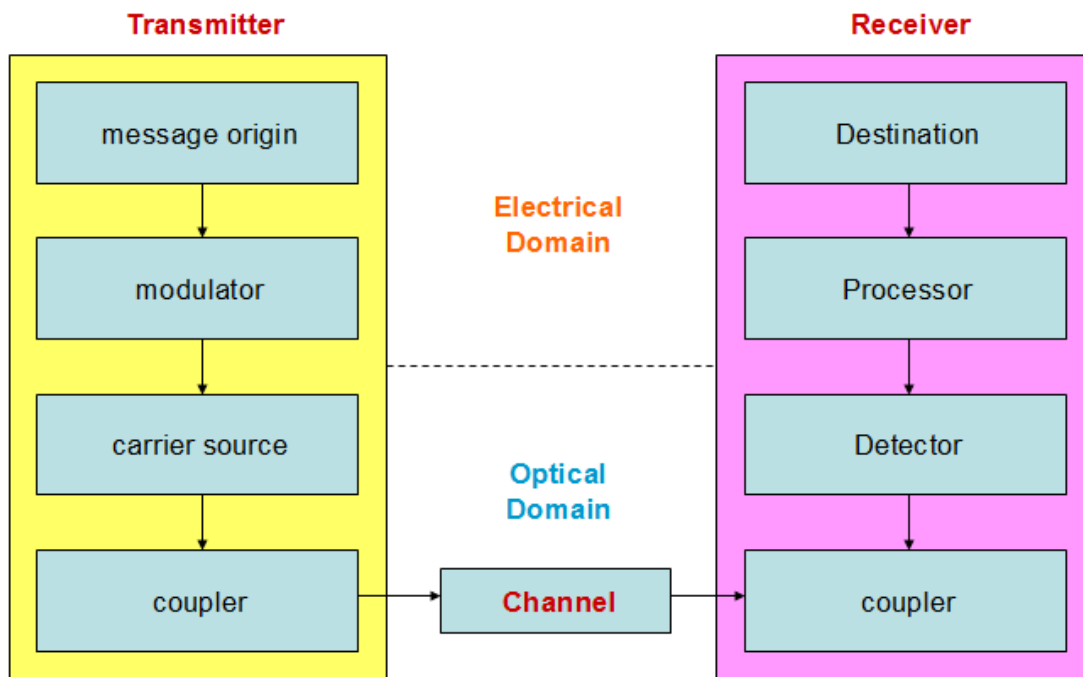 Transmitter
message origin
modulator
carrier source
coupler
Electrical
Domain
Optical
Domain
Channel
Receiver
Destination
Processor
Detector
coupler